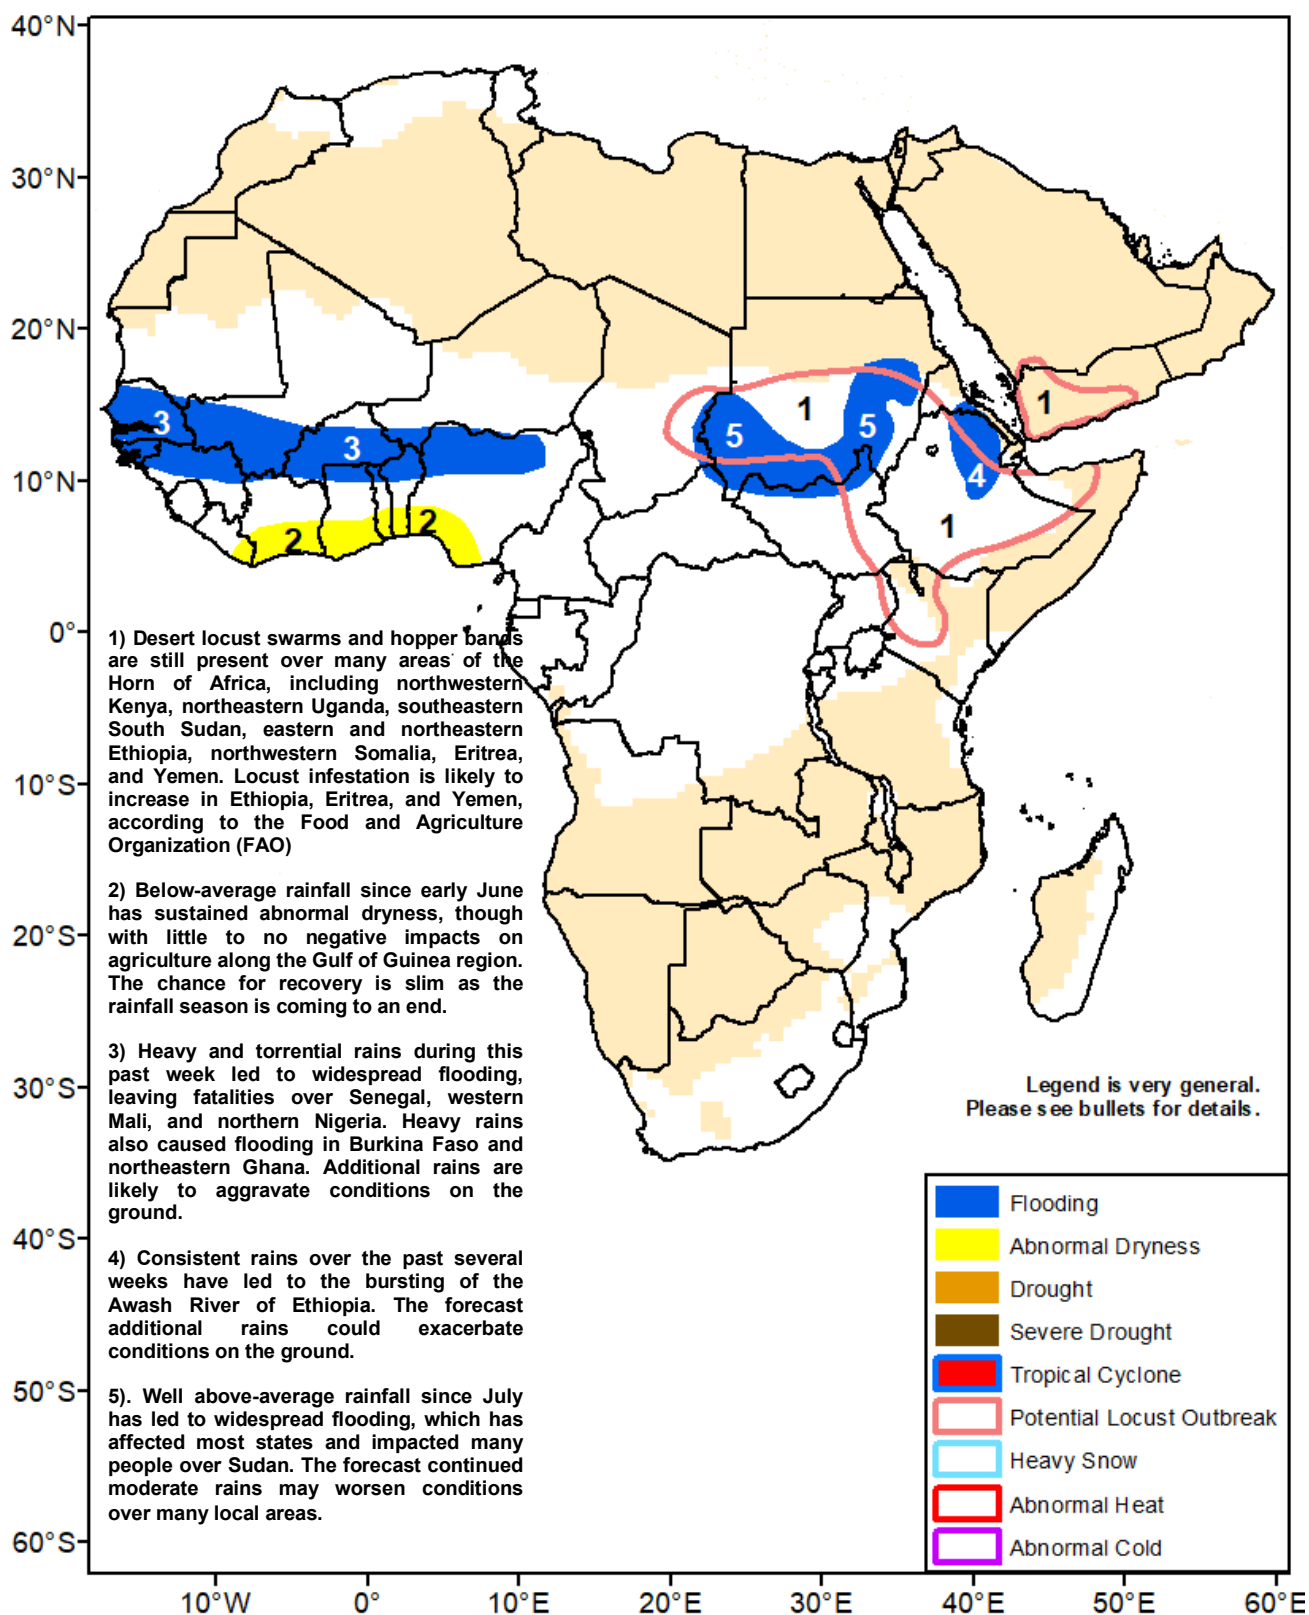 40°N
30°N
20°N
10°N
0°
10°S
20°S
30°S
40°S
50°S
60°S
3
3
5
1
5
4
1
1
2
2
1) Desert locust swarms and hopper bands
are still present over many areas of the
Horn of Africa, including northwestern
Kenya, northeastern Uganda, southeastern
South Sudan, eastern and northeastern
Ethiopia, northwestern Somalia, Eritrea,
and Yemen. Locust infestation is likely to
increase in Ethiopia, Eritrea, and Yemen,
according to the Food and Agriculture
Organization (FAO)
2) Below-average rainfall since early June
has sustained abnormal dryness, though
with little to no negative impacts on
agriculture along the Gulf of Guinea region.
The chance for recovery is slim as the
rainfall season is coming to an end.
3) Heavy and torrential rains during this
past week led to widespread flooding,
leaving fatalities over Senegal, western
Mali, and northern Nigeria. Heavy rains
also caused flooding in Burkina Faso and
northeastern Ghana. Additional rains are
likely to aggravate conditions on the
ground.
4) Consistent rains over the past several
weeks have led to the bursting of the
Awash River of Ethiopia. The forecast
additional rains could exacerbate
conditions on the ground.
5). Well above-average rainfall since July
has led to widespread flooding, which has
affected most states and impacted many
people over Sudan. The forecast continued
moderate rains may worsen conditions
over many local areas.
Legend is very general.
Please see bullets for details.
Flooding
Abnormal Dryness
Drought
Severe Drought
Tropical Cyclone
Potential Locust Outbreak
Heavy Snow
Abnormal Heat
Abnormal Cold
10°W
0°
10°E
20°E
30°E
40°E
50°E
60°E